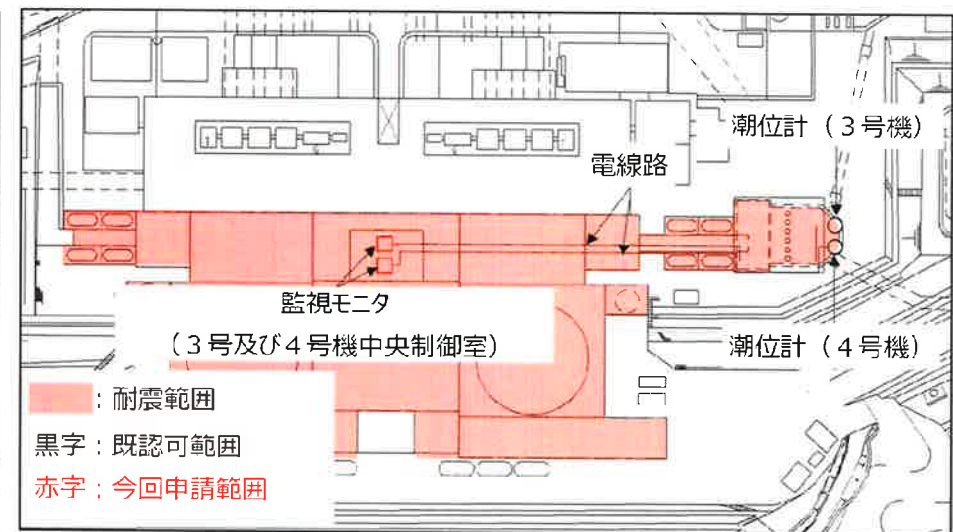 潮位計（３号機）
電線路
監視モニタ
（３号及び４号機中央制御室）
潮位計（４号機）
：耐震範囲
黒字：既認可範囲
赤字：今回申請範囲